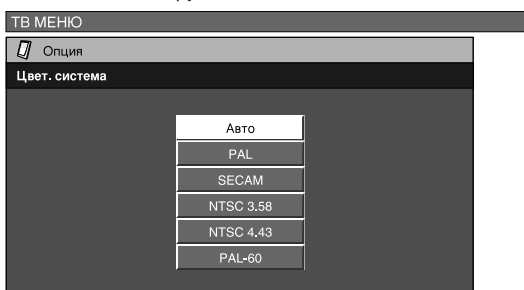 ТВ МЕНЮ
Опция
Цвет. система
Авто
PAL
SECAM
NTSC 3.58
NTSC 4.43
PAL-60